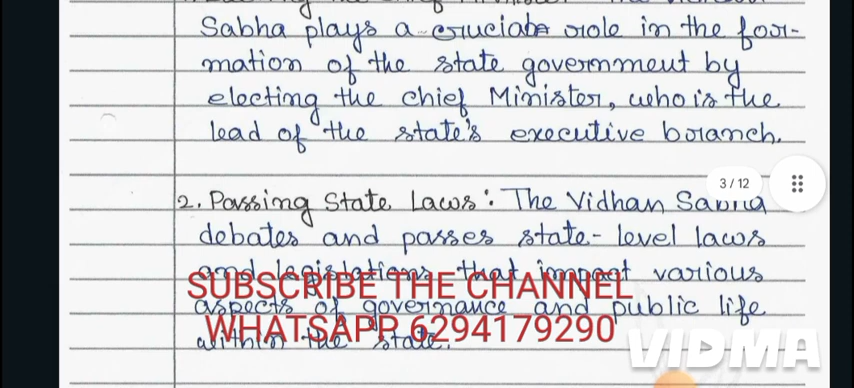 Sabha plays a cruciabe role in the for-
mation of the state government by
electing the chief Minister, who is the
lead of the state's executive branch.
3 / 12
2. Passing State Laws: The Vidhan Sabha
debates and passes state-level laws
and legislations that impact various
SUBSCRIBE THE CHANNEL
aspects of governance and public life
WHATSAPP 6294179290
within the state.
VIDMA